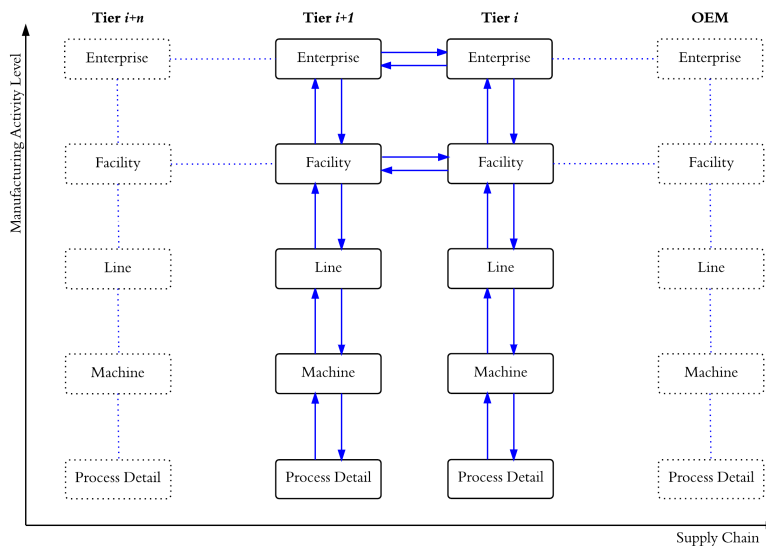 Tier i+n Tier i+1 Tier i OEM
Manufacturing Activity Level
Enterprise Enterprise Enterprise Enterprise
Facility Facility Facility Facility
Line Line Line Line
Machine Machine Machine Machine
Process Detail Process Detail Process Detail Process Detail
Supply Chain